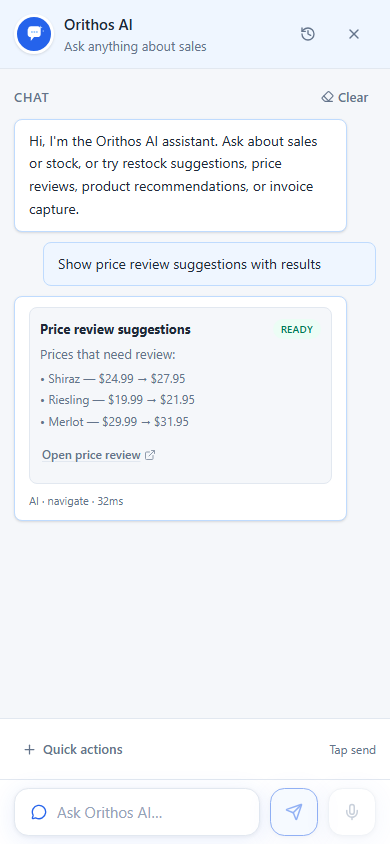 Orithos AI
Ask anything about sales
CHAT
Clear
Hi, I'm the Orithos AI assistant. Ask about sales
or stock, or try restock suggestions, price
reviews, product recommendations, or invoice
capture.
Show price review suggestions with results
Price review suggestions
READY
Prices that need review:
• Shiraz — $24.99 → $27.95
• Riesling — $19.99 → $21.95
• Merlot — $29.99 → $31.95
Open price review
AI · navigate · 32ms
Quick actions
Tap send
Ask Orithos AI...